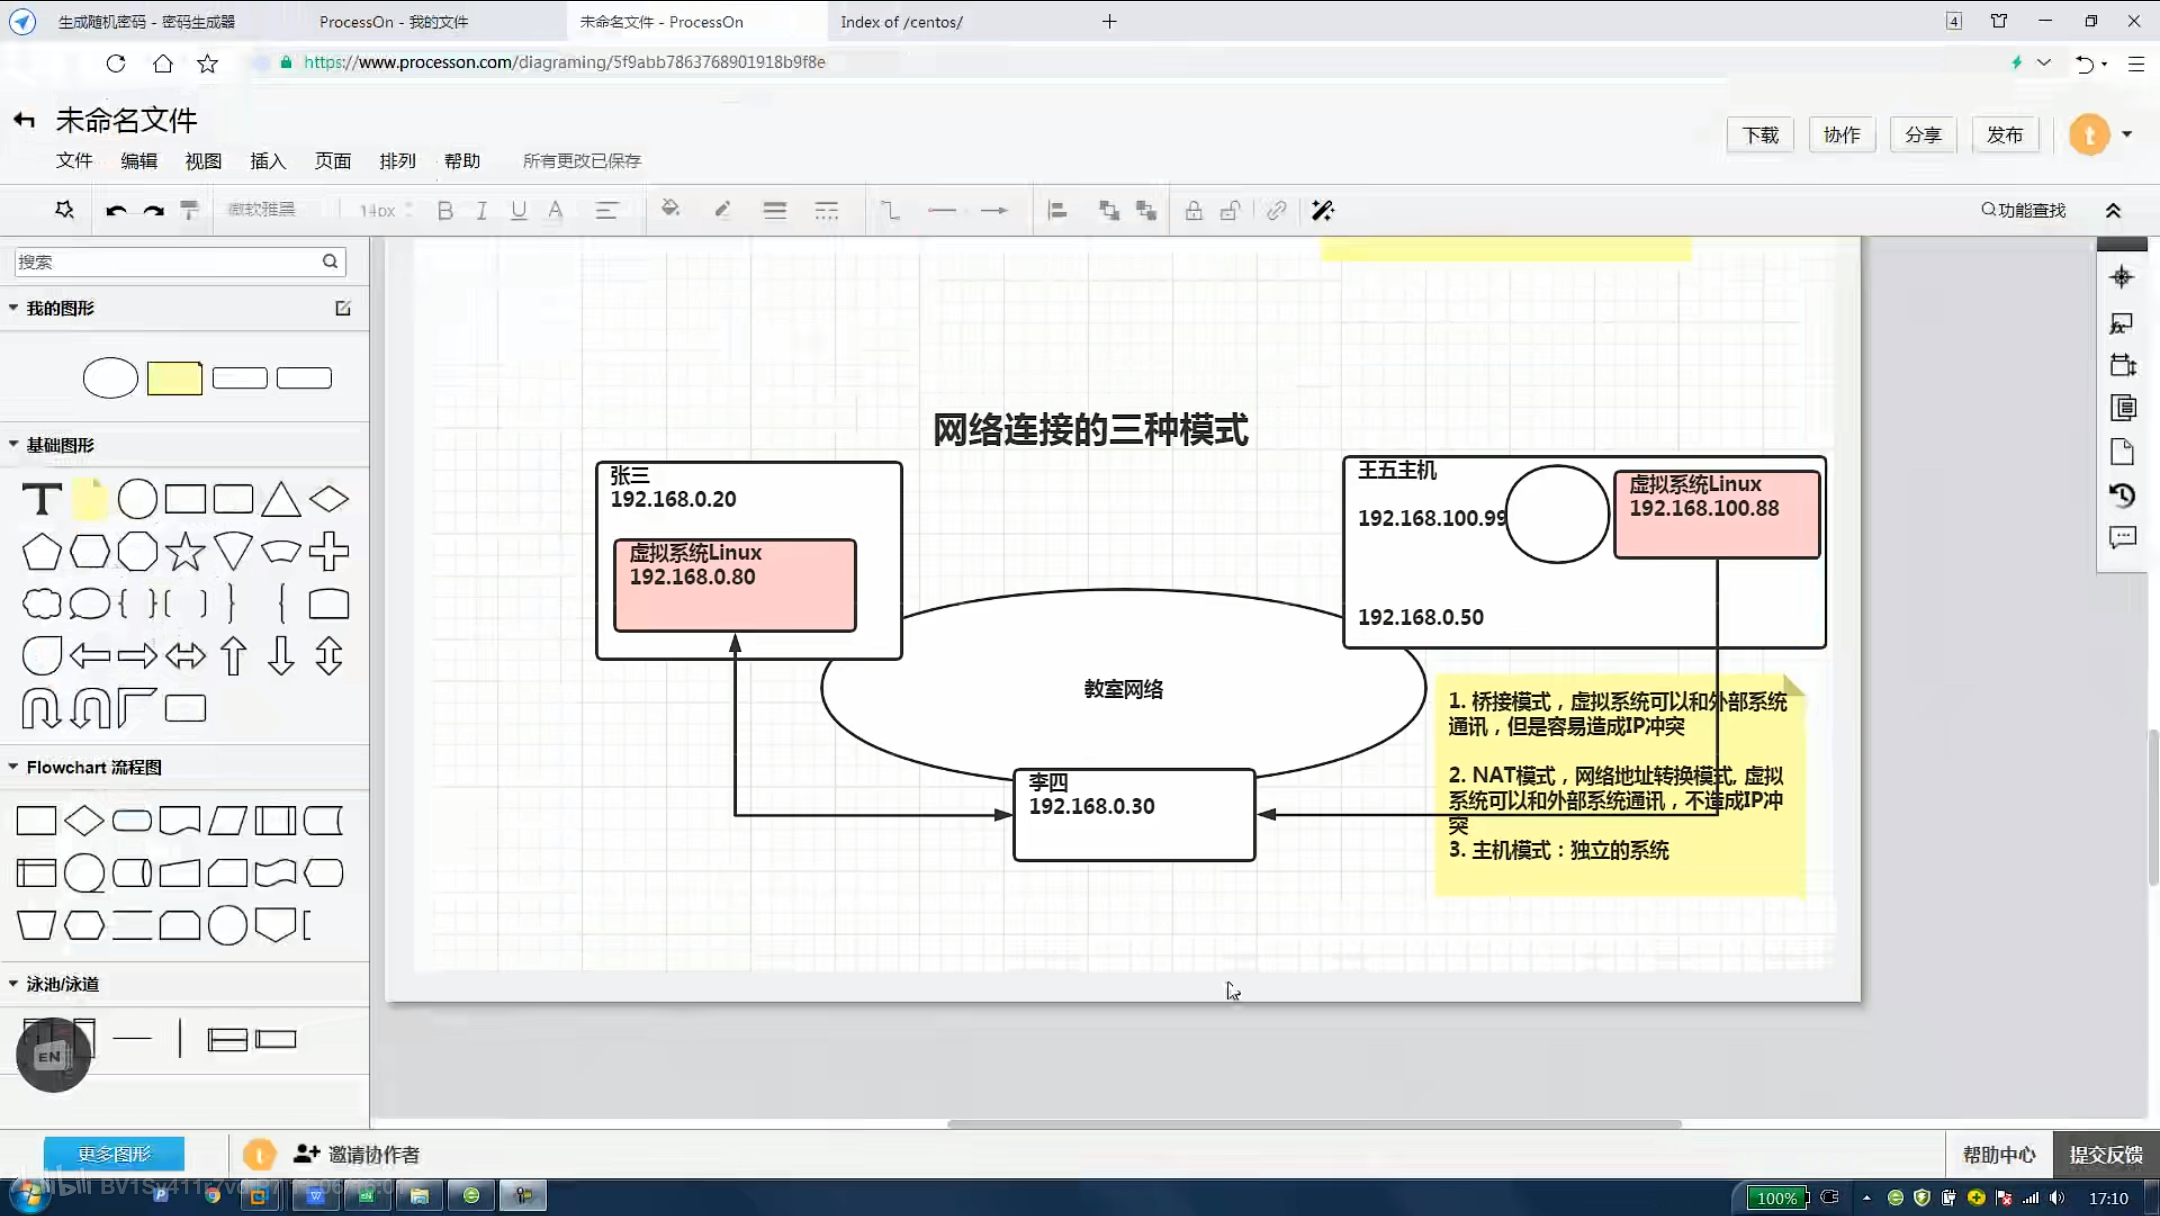 生成随机密码 - 密码生成器
ProcessOn - 我的文件
未命名文件 - ProcessOn
Index of /centos/
4
https://www.processon.com/diagraming/5f9abb7863768901918b9f8e
未命名文件
下载
协作
分享
发布
t
文件
编辑
视图
插入
页面
排列
帮助
所有更改已保存
微软雅黑
14px
B
I
U
A
功能查找
搜索
我的图形
基础图形
T
Flowchart 流程图
泳池/泳道
EN
网络连接的三种模式
张三
192.168.0.20
虚拟系统Linux
192.168.0.80
王五主机
192.168.100.99
192.168.0.50
虚拟系统Linux
192.168.100.88
教室网络
李四
192.168.0.30
1. 桥接模式，虚拟系统可以和外部系统
通讯，但是容易造成IP冲突
2. NAT模式，网络地址转换模式, 虚拟
系统可以和外部系统通讯，不造成IP冲
突
3. 主机模式：独立的系统
更多图形
t
邀请协作者
帮助中心
提交反馈
100%
17:10